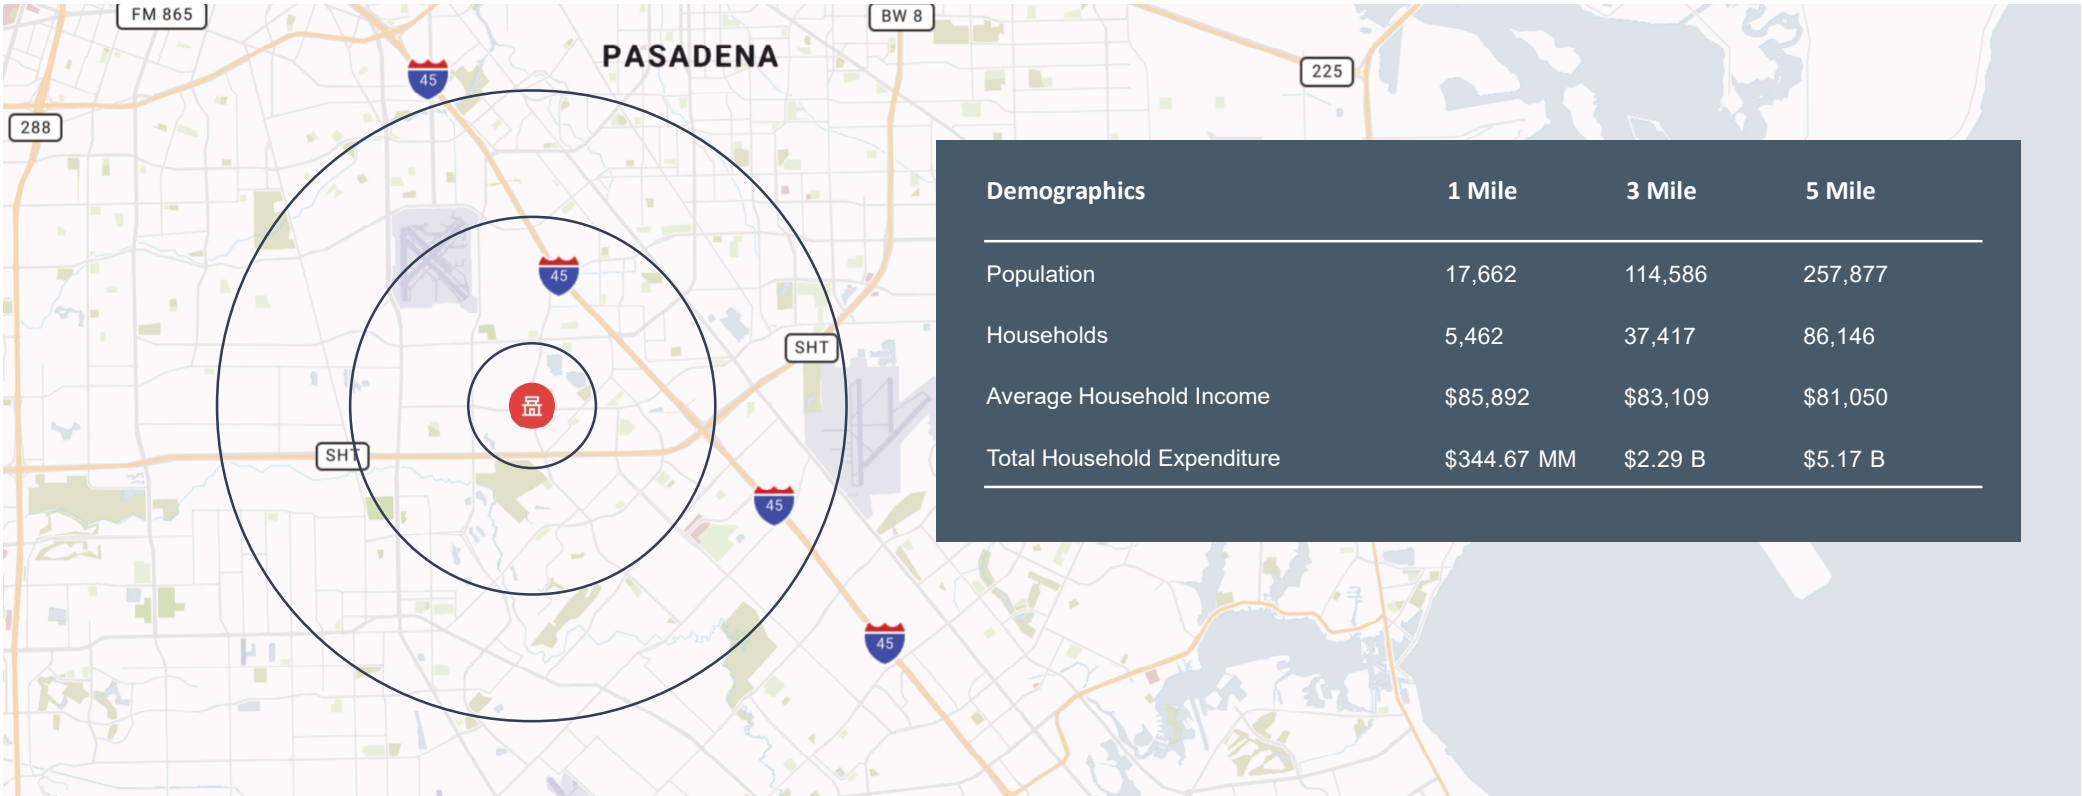 FM 865
BW 8
PASADENA
45
225
288
45
SHT
SHT
45
45
Demographics 1 Mile 3 Mile 5 Mile
Population 17,662 114,586 257,877
Households 5,462 37,417 86,146
Average Household Income $85,892 $83,109 $81,050
Total Household Expenditure $344.67 MM $2.29 B $5.17 B